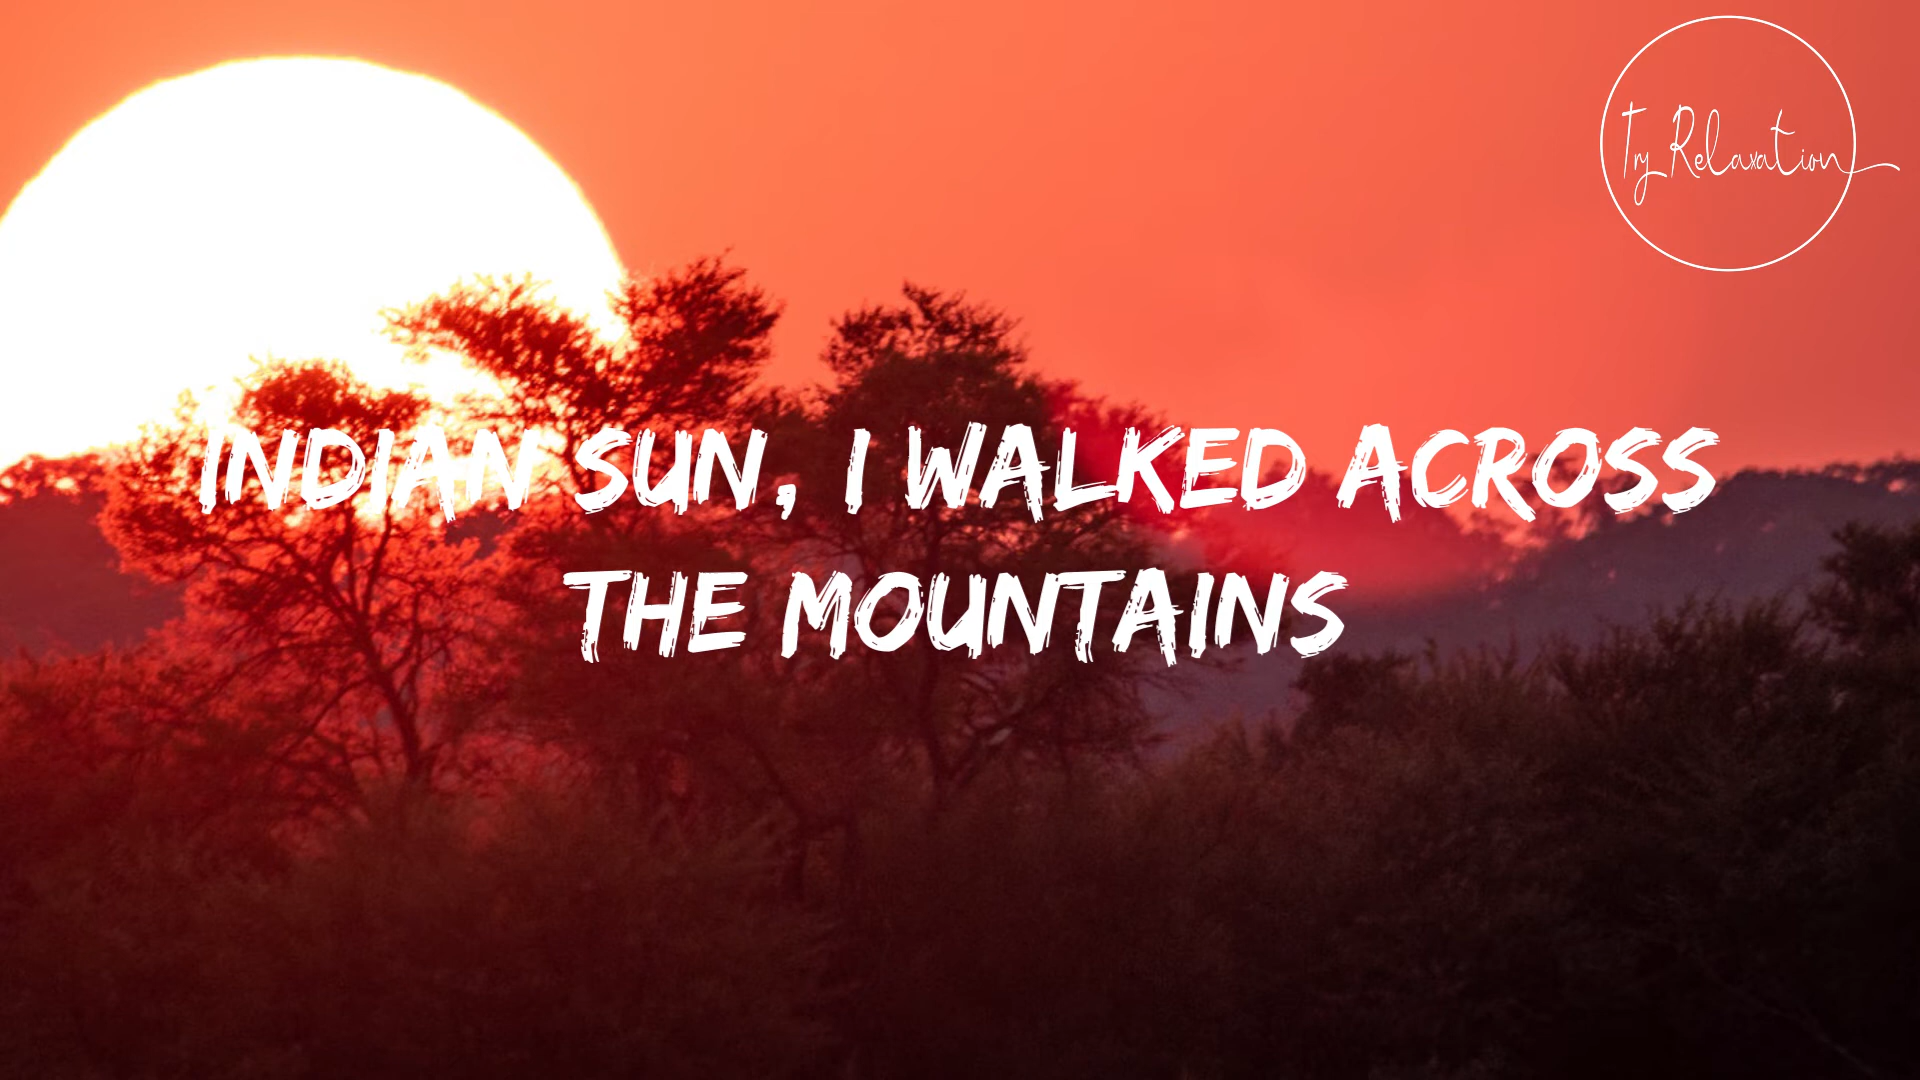 Try Relaxation
INDIAN SUN, I WALKED ACROSS
THE MOUNTAINS